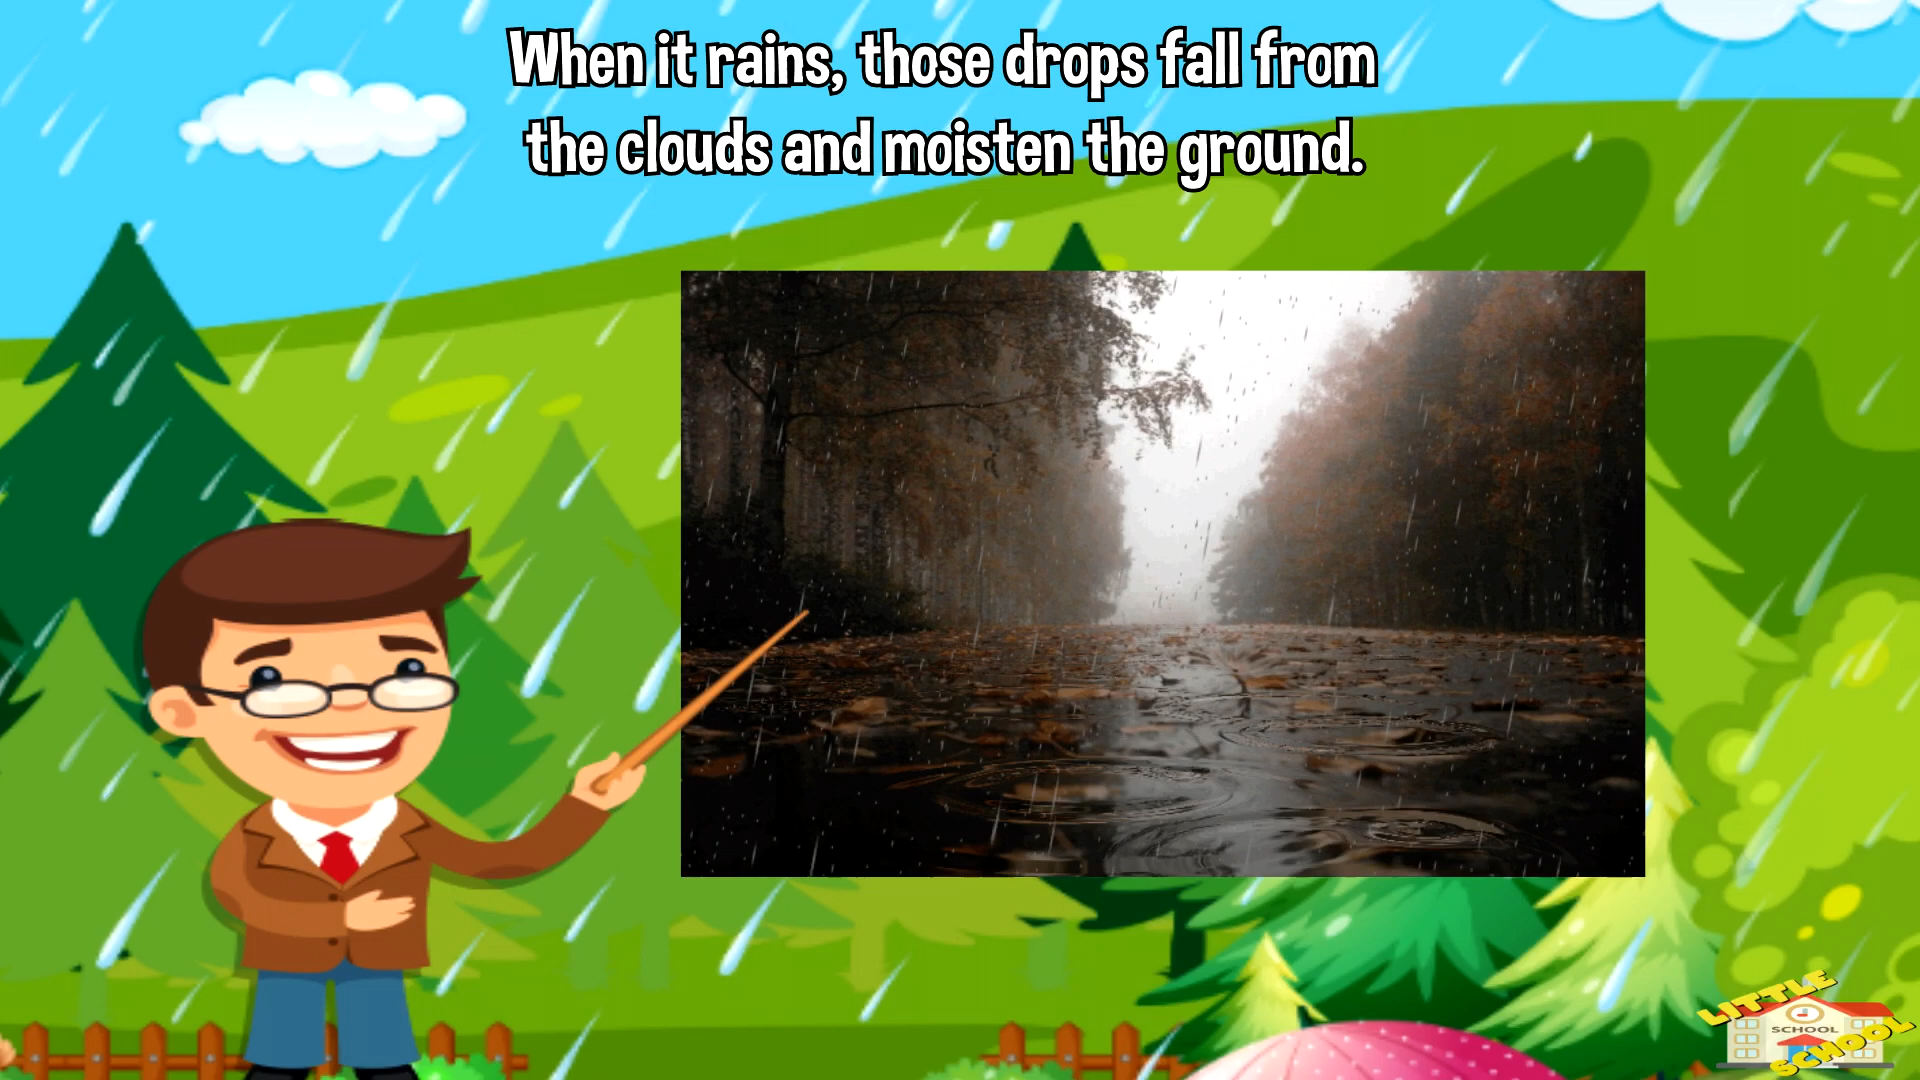 When it rains, those drops fall from
the clouds and moisten the ground.
LITTLE
SCHOOL
SCHOOL